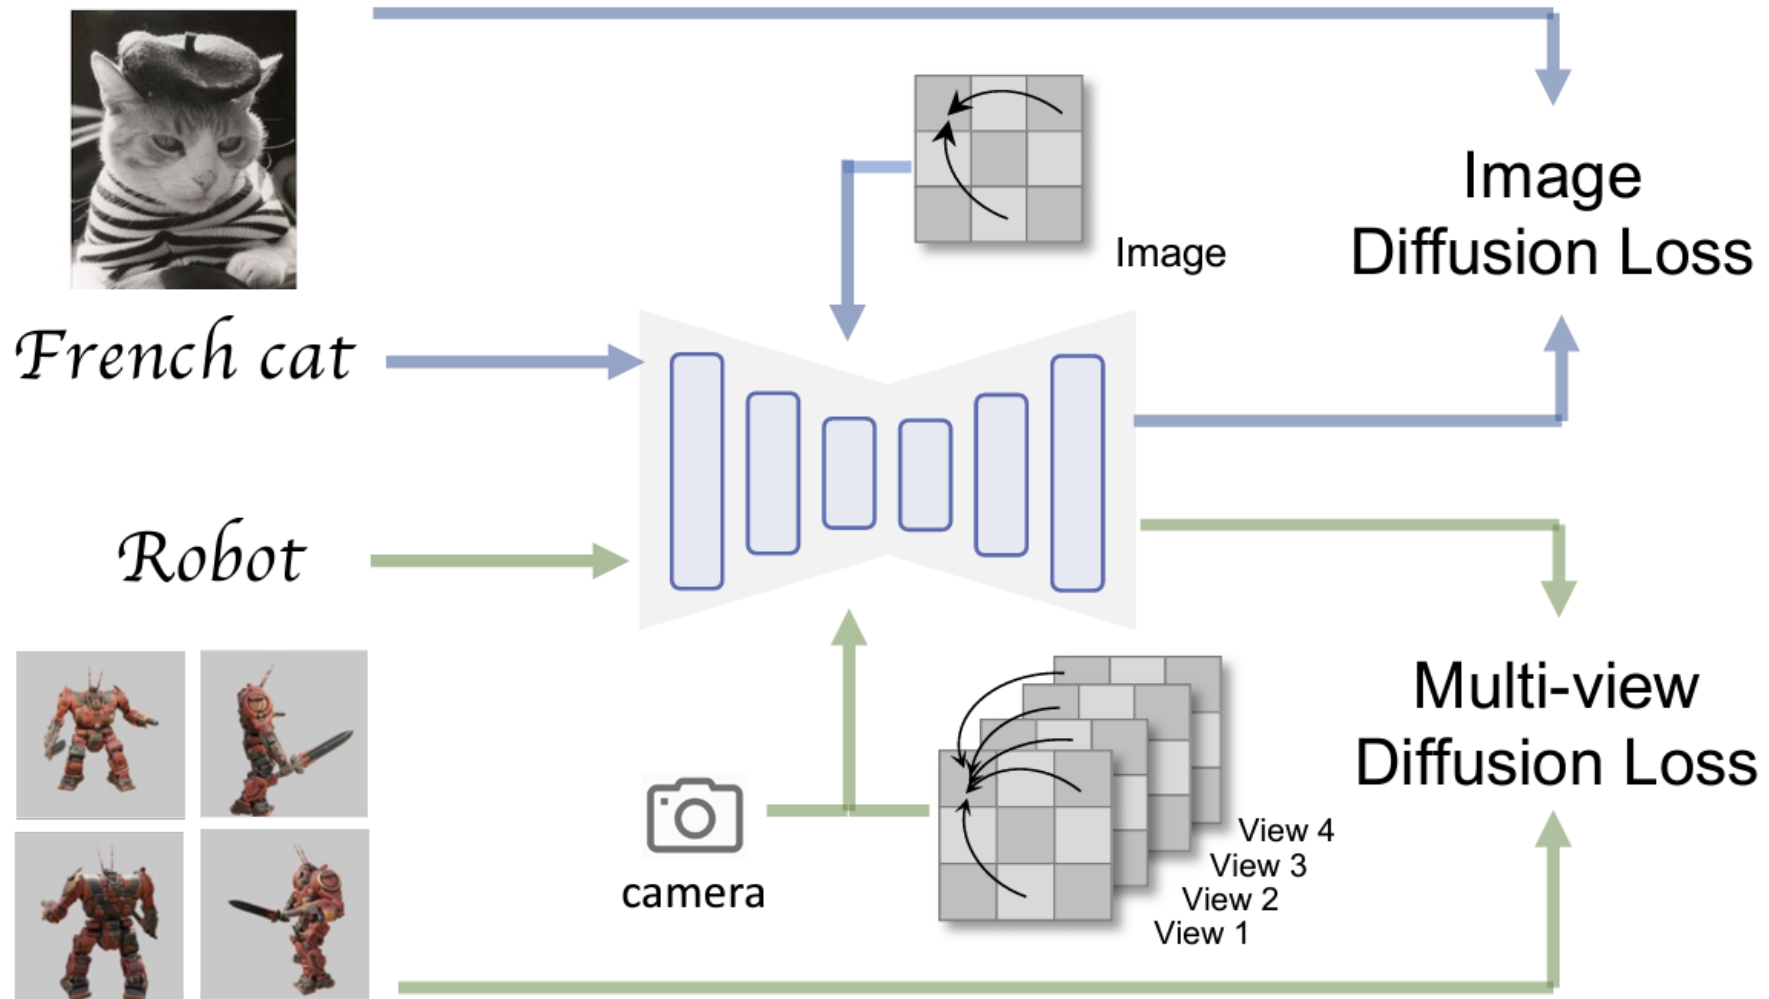 French cat
Robot
Image
Image
Diffusion Loss
camera
View 4
View 3
View 2
View 1
Multi-view
Diffusion Loss